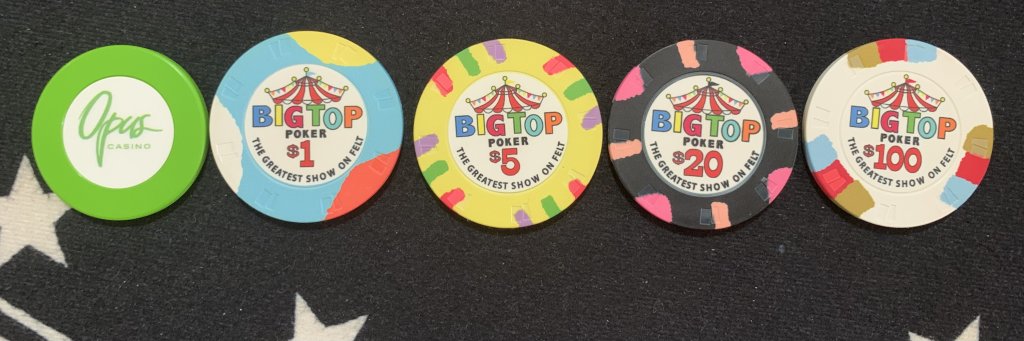 Opus
CASINO
BIGTOP
POKER
$1
THE GREATEST SHOW ON FELT
BIGTOP
POKER
$5
THE GREATEST SHOW ON FELT
BIGTOP
POKER
$20
THE GREATEST SHOW ON FELT
BIGTOP
POKER
$100
THE GREATEST SHOW ON FELT